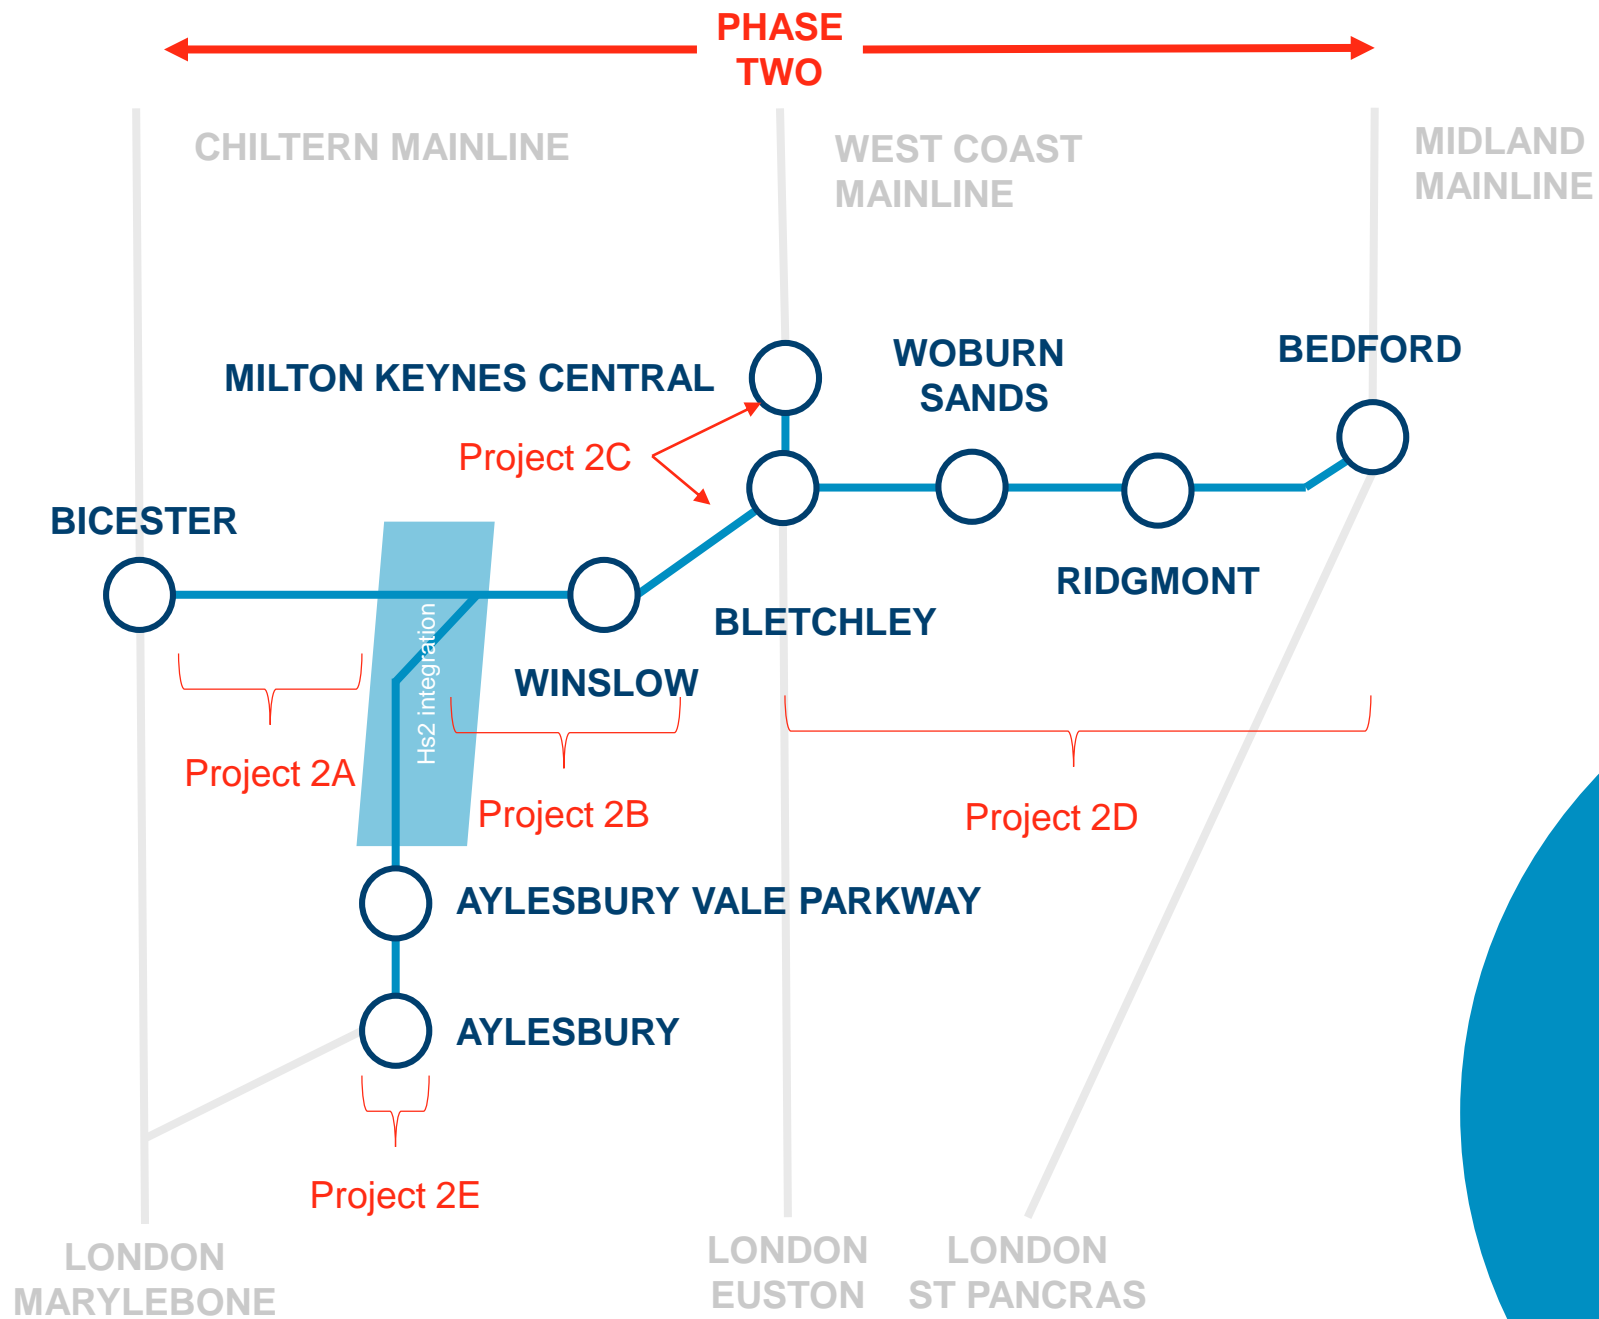 PHASE
TWO
CHILTERN MAINLINE
WEST COAST
MAINLINE
MIDLAND
MAINLINE
MILTON KEYNES CENTRAL
WOBURN
SANDS
BEDFORD
Project 2C
BICESTER
Hs2 integration
RIDGMONT
BLETCHLEY
WINSLOW
Project 2A
Project 2B
Project 2D
AYLESBURY VALE PARKWAY
AYLESBURY
Project 2E
LONDON
MARYLEBONE
LONDON
EUSTON
LONDON
ST PANCRAS